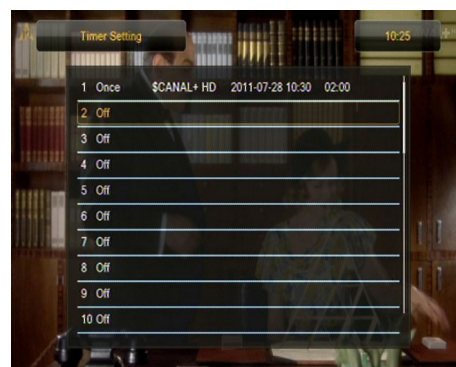 Timer Setting 10:25
1 Once $CANAL+ HD 2011-07-28 10:30 02:00
2 Off
3 Off
4 Off
5 Off
6 Off
7 Off
8 Off
9 Off
10 Off